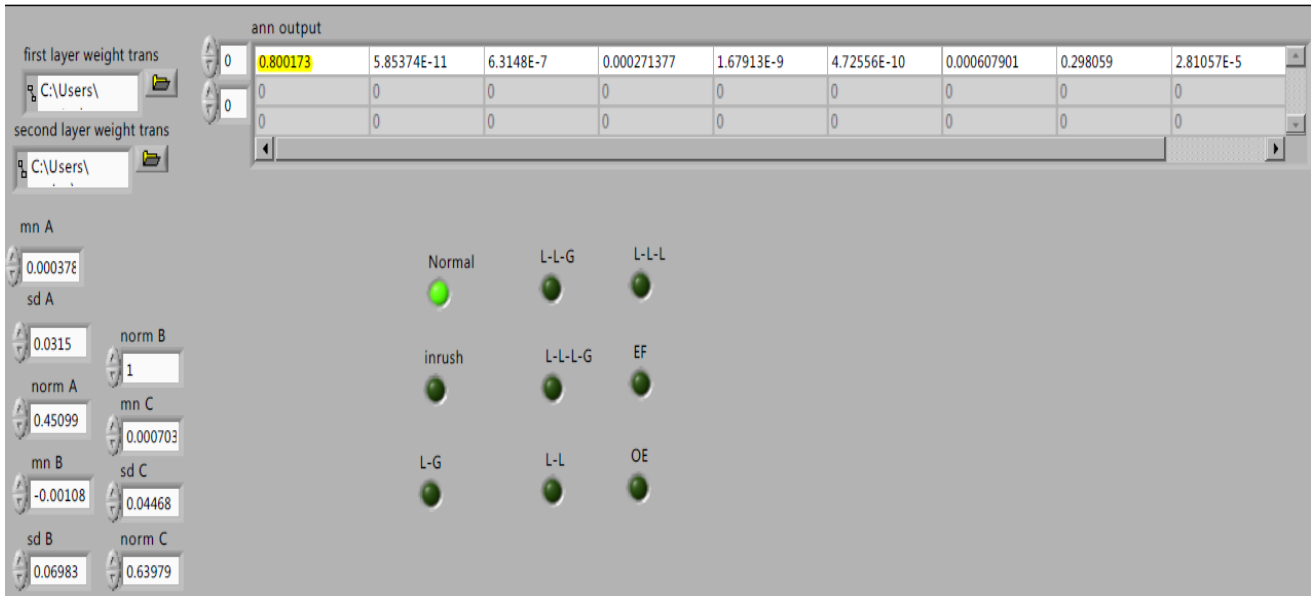 ann output
first layer weight trans
0 0.800173 5.85374E-11 6.3148E-7 0.000271377 1.67913E-9 4.72556E-10 0.000607901 0.298059 2.81057E-5
C:\Users\
0 0 0 0 0 0 0 0 0
0
0 0 0 0 0 0 0 0 0
second layer weight trans
C:\Users\
mn A
0.000378
sd A
0.0315
norm A
0.45099
mn B
-0.00108
sd B
0.06983
norm B
1
mn C
0.000703
sd C
0.04468
norm C
0.63979
Normal L-L-G L-L-L
inrush L-L-L-G EF
L-G L-L OE